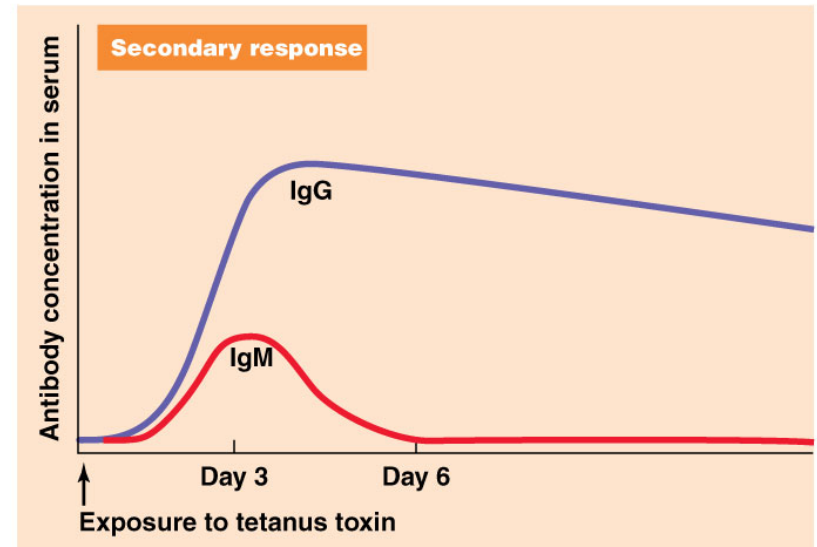 Secondary response
Antibody concentration in serum
IgG
IgM
Day 3
Day 6
Exposure to tetanus toxin